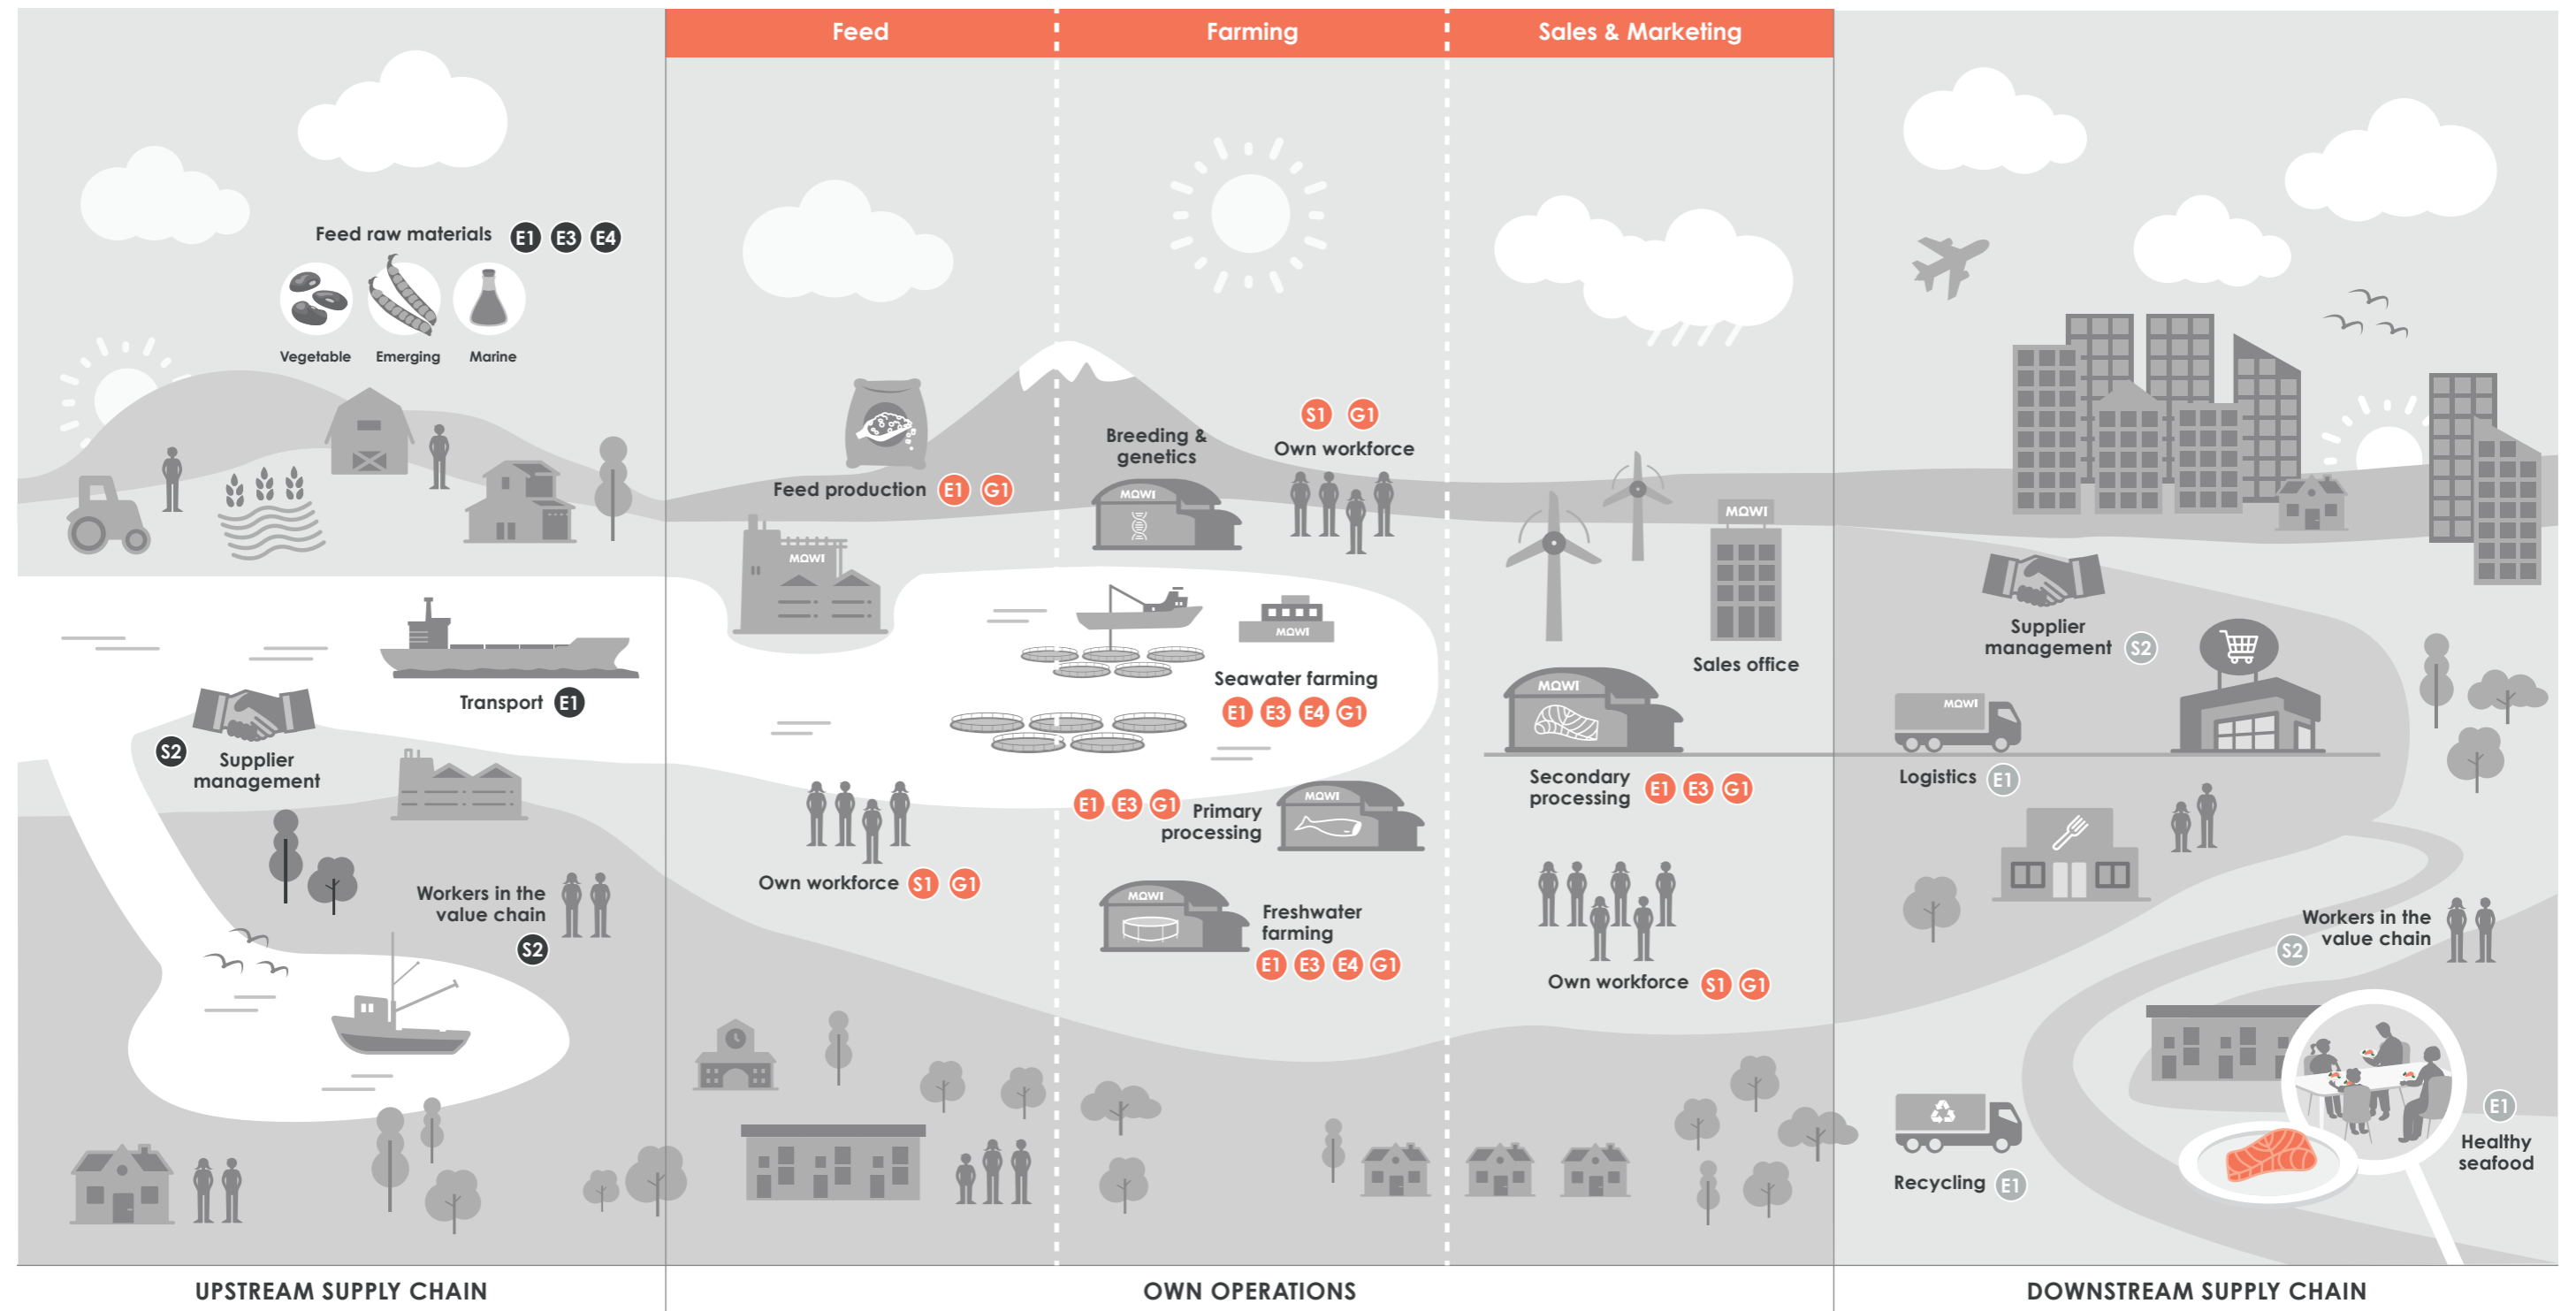 Feed
Farming
Sales & Marketing
Feed raw materials E1 E3 E4
Vegetable Emerging Marine
Transport E1
S2 Supplier
management
Workers in the
value chain
S2
Feed production E1 G1
MOWI
Own workforce S1 G1
Breeding &
genetics
MOWI
S1 G1
Own workforce
MOWI
Seawater farming
E1 E3 E4 G1
E1 E3 G1 Primary
processing
MOWI
MOWI
Freshwater
farming
E1 E3 E4 G1
MOWI
Sales office
MOWI
Secondary
processing E1 E3 G1
Own workforce S1 G1
Supplier
management S2
MOWI
Logistics E1
Workers in the
value chain
S2
Recycling E1
E1
Healthy
seafood
UPSTREAM SUPPLY CHAIN
OWN OPERATIONS
DOWNSTREAM SUPPLY CHAIN